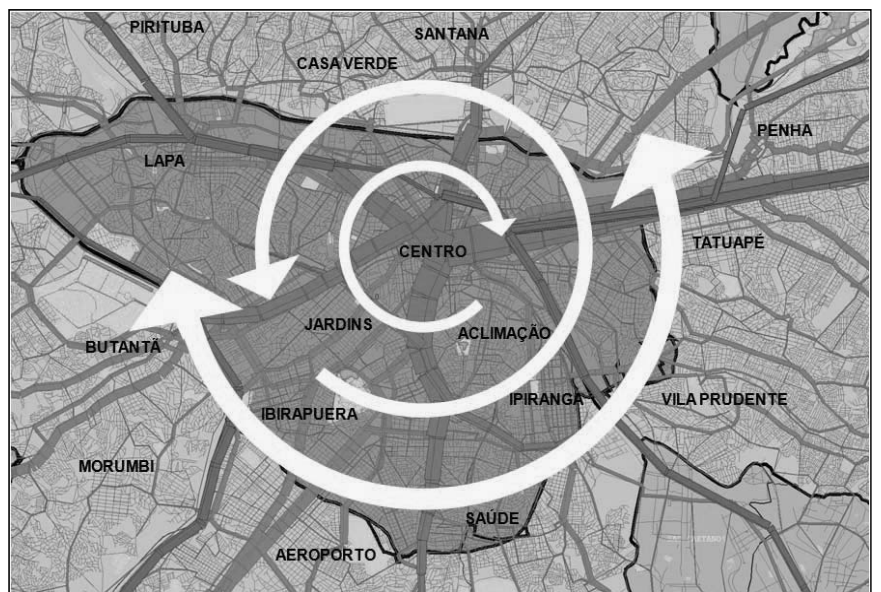 PIRITUBA
SANTANA
CASA VERDE
PENHA
LAPA
TATUAPÉ
CENTRO
JARDINS
ACLIMAÇÃO
BUTANTÃ
IPIRANGA
VILA PRUDENTE
IBIRAPUERA
MORUMBI
SAÚDE
AEROPORTO